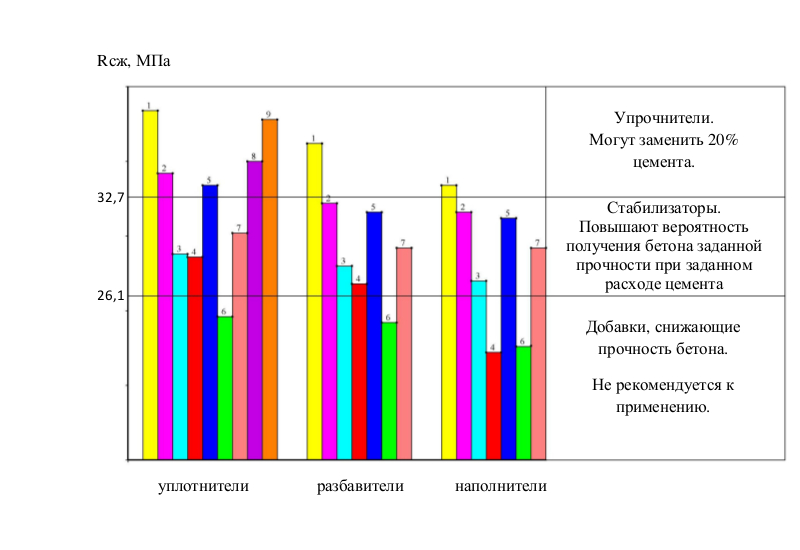 Rсж, МПа
1
2
3
4
5
6
7
8
9
1
2
3
4
5
6
7
1
2
3
4
5
6
7
32,7
26,1
Упрочнители.
Могут заменить 20%
цемента.
Стабилизаторы.
Повышают вероятность
получения бетона заданной
прочности при заданном
расходе цемента
Добавки, снижающие
прочность бетона.
Не рекомендуется к
применению.
уплотнители
разбавители
наполнители